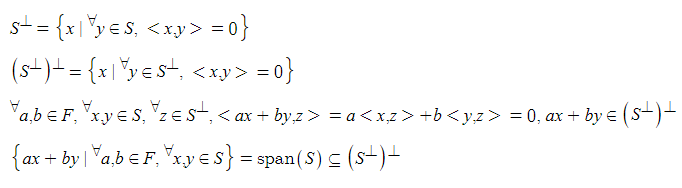 S⊥ = {x | ∀y ∈ S, <x,y> = 0}
(S⊥)⊥ = {x | ∀y ∈ S⊥, <x,y> = 0}
∀a,b ∈ F, ∀x,y ∈ S, ∀z ∈ S⊥, <ax + by,z> = a<x,z> +b<y,z> = 0, ax + by ∈ (S⊥)⊥
{ax + by | ∀a,b ∈ F, ∀x,y ∈ S} = span(S) ⊆ (S⊥)⊥